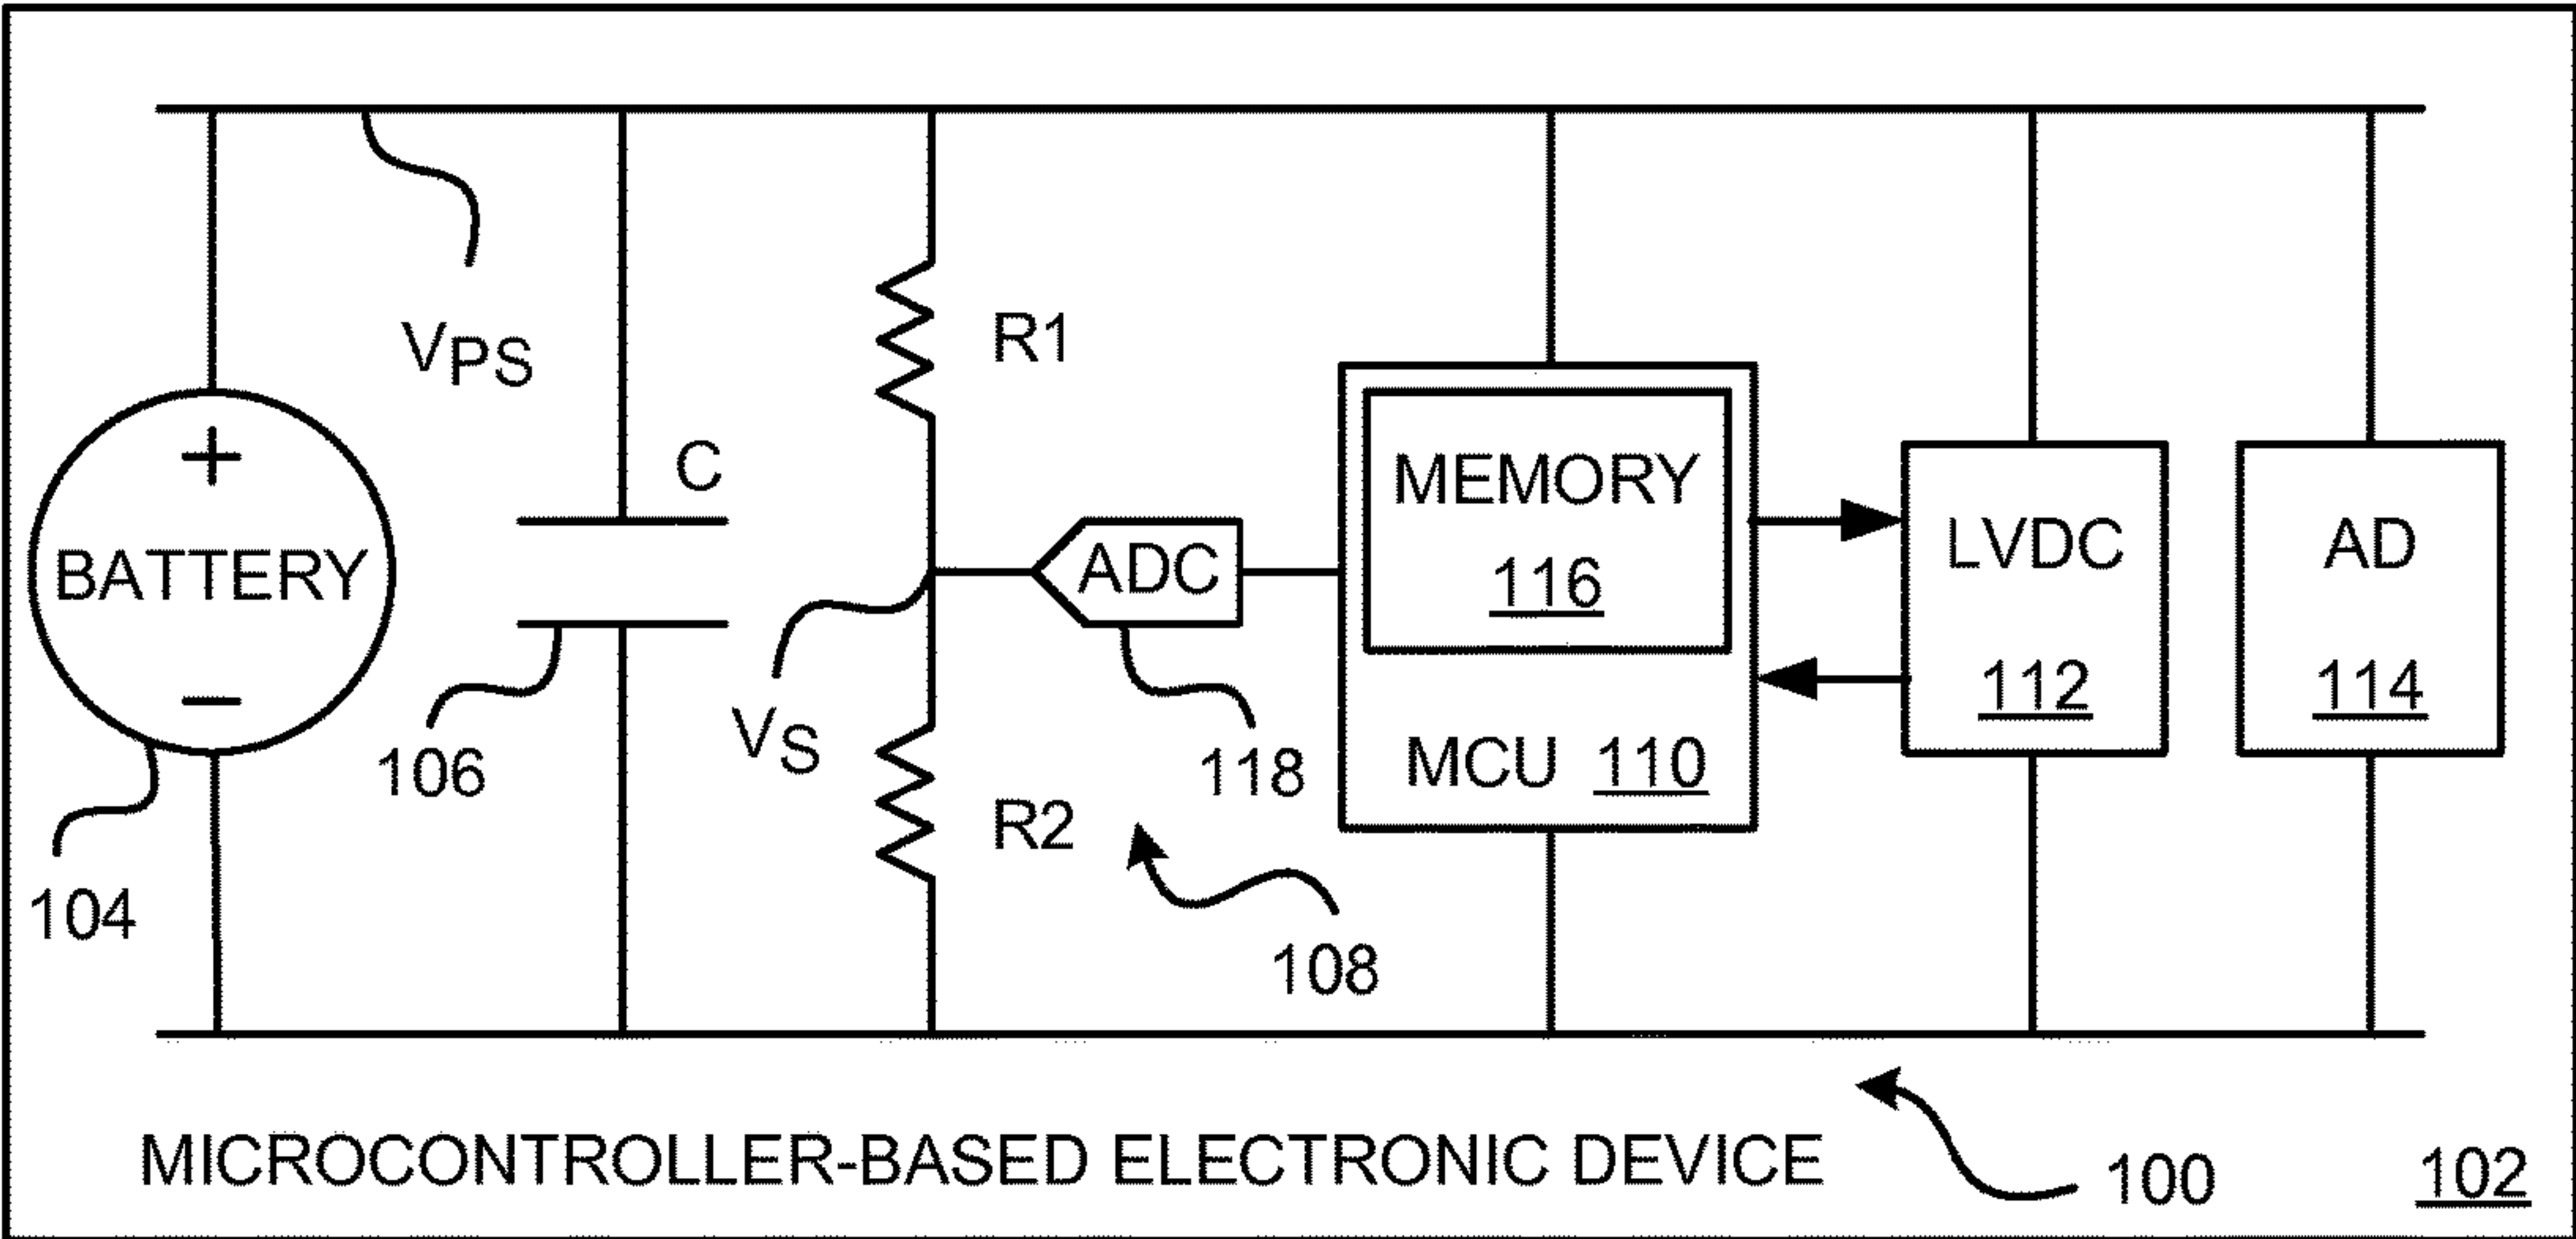 VPS
R1
C
+
BATTERY
−
MEMORY
116
ADC
LVDC
112
AD
114
VS
106
118
MCU 110
R2
104
108
MICROCONTROLLER-BASED ELECTRONIC DEVICE
100
102